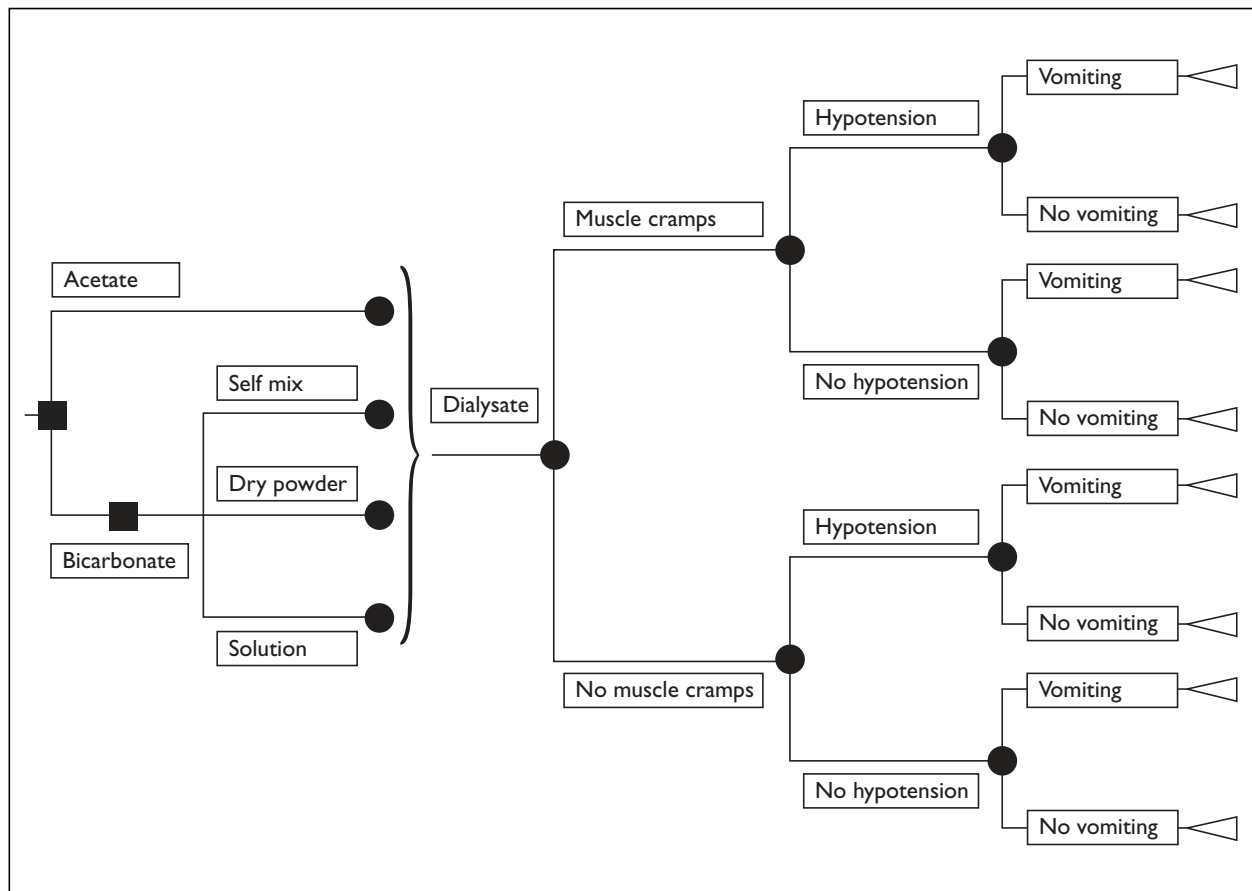 Vomiting
Hypotension
No vomiting
Muscle cramps
Acetate
Vomiting
Self mix
No hypotension
Dialysate
No vomiting
Dry powder
Vomiting
Hypotension
Bicarbonate
No vomiting
Solution
No muscle cramps
Vomiting
No hypotension
No vomiting